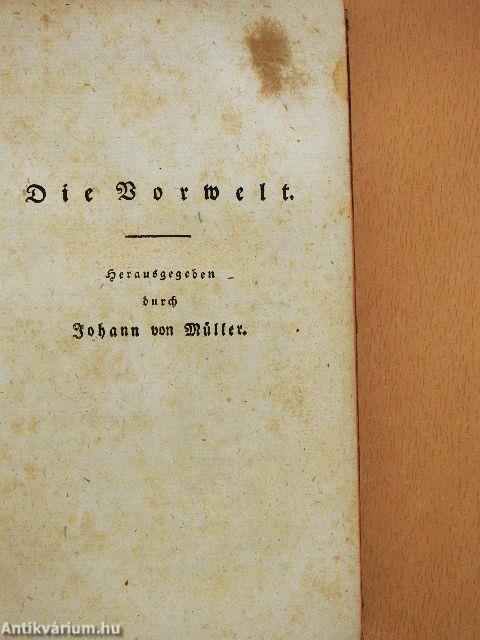 Die Vorwelt.
Herausgegeben
durch
Johann von Müller.
Antikvárium.hu